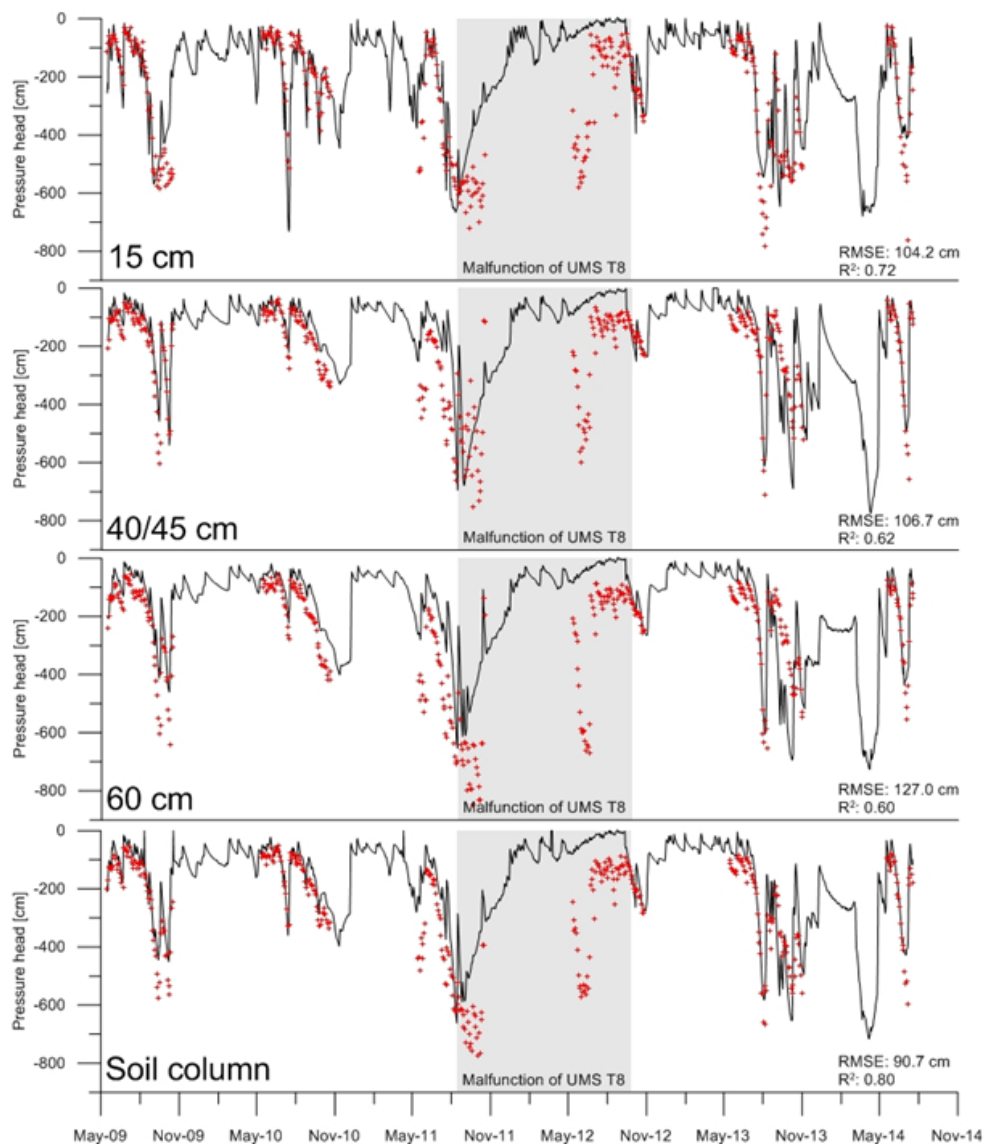 0
-200
-400
-600
-800
Pressure head [cm]
15 cm
Malfunction of UMS T8
RMSE: 104.2 cm
R²: 0.72
0
-200
-400
-600
-800
Pressure head [cm]
40/45 cm
Malfunction of UMS T8
RMSE: 106.7 cm
R²: 0.62
0
-200
-400
-600
-800
Pressure head [cm]
60 cm
Malfunction of UMS T8
RMSE: 127.0 cm
R²: 0.60
0
-200
-400
-600
-800
Pressure head [cm]
Soil column
Malfunction of UMS T8
RMSE: 90.7 cm
R²: 0.80
May-09 Nov-09 May-10 Nov-10 May-11 Nov-11 May-12 Nov-12 May-13 Nov-13 May-14 Nov-14